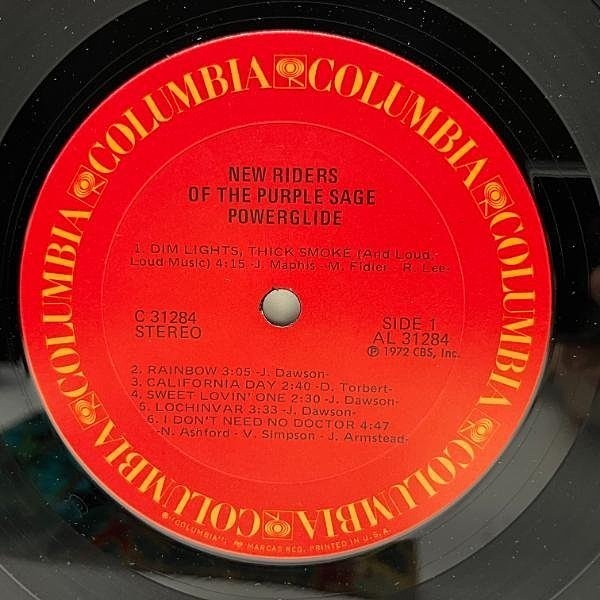 COLUMBIA COLUMBIA COLUMBIA COLUMBIA COLUMBIA COLUMBIA
NEW RIDERS
OF THE PURPLE SAGE
POWERGLIDE
1. DIM LIGHTS, THICK SMOKE (And Loud,
Loud Music) 4:15 -J. Maphis -M. Fidler- R. Lee-
C 31284
STEREO
SIDE 1
AL 31284
℗ 1972 CBS, Inc.
2. RAINBOW 3:05 -J. Dawson-
3. CALIFORNIA DAY 2:40 -D. Torbert-
4. SWEET LOVIN' ONE 2:30 -J. Dawson-
5. LOCHINVAR 3:33 -J. Dawson-
6. I DON'T NEED NO DOCTOR 4:47
-N. Ashford - V. Simpson - J. Armstead-
® "COLUMBIA", MARCAS REG. PRINTED IN U.S.A.